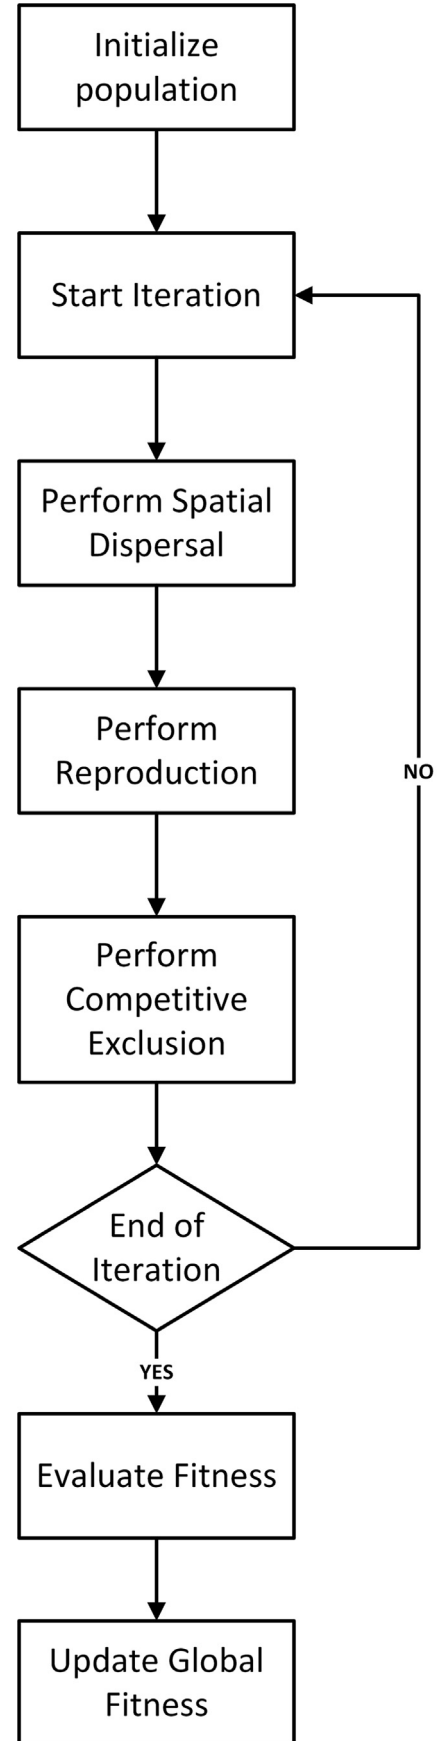 Initialize
population
Start Iteration
Perform Spatial
Dispersal
Perform
Reproduction
NO
Perform
Competitive
Exclusion
End of
Iteration
YES
Evaluate Fitness
Update Global
Fitness